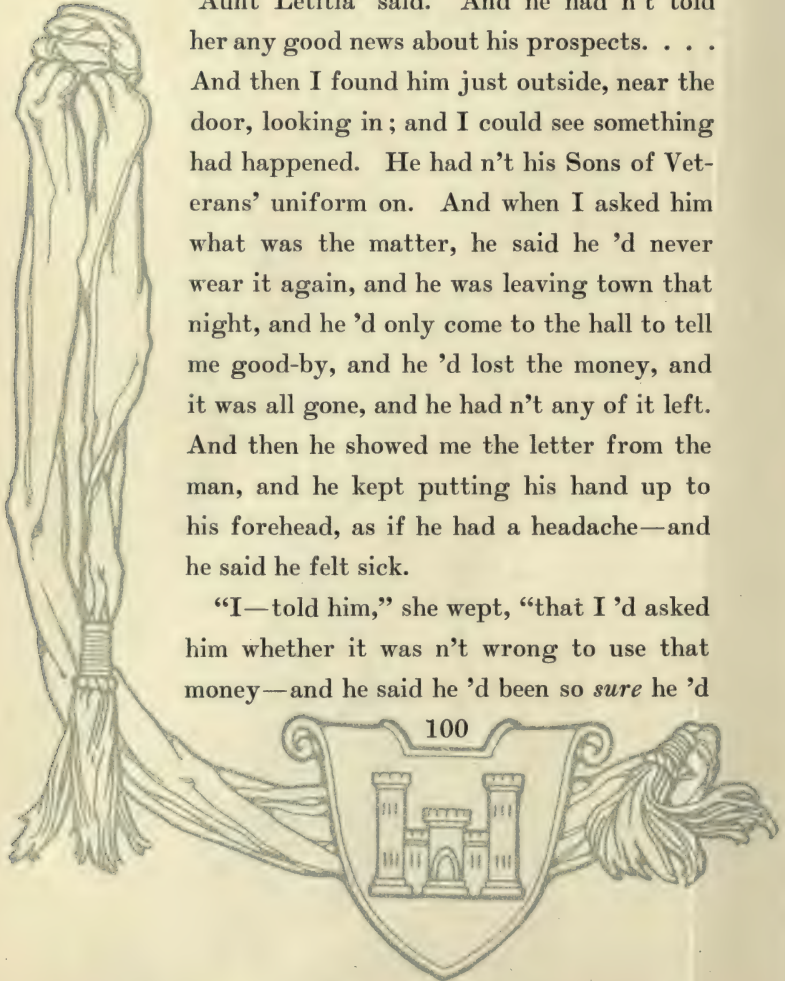 Aunt Letitia said. And he had n't told
her any good news about his prospects. . . .
And then I found him just outside, near the
door, looking in; and I could see something
had happened. He had n't his Sons of Vet-
erans' uniform on. And when I asked him
what was the matter, he said he 'd never
wear it again, and he was leaving town that
night, and he 'd only come to the hall to tell
me good-by, and he 'd lost the money, and
it was all gone, and he had n't any of it left.
And then he showed me the letter from the
man, and he kept putting his hand up to
his forehead, as if he had a headache—and
he said he felt sick.
“I—told him,” she wept, “that I 'd asked
him whether it was n't wrong to use that
money—and he said he 'd been so sure he 'd
100